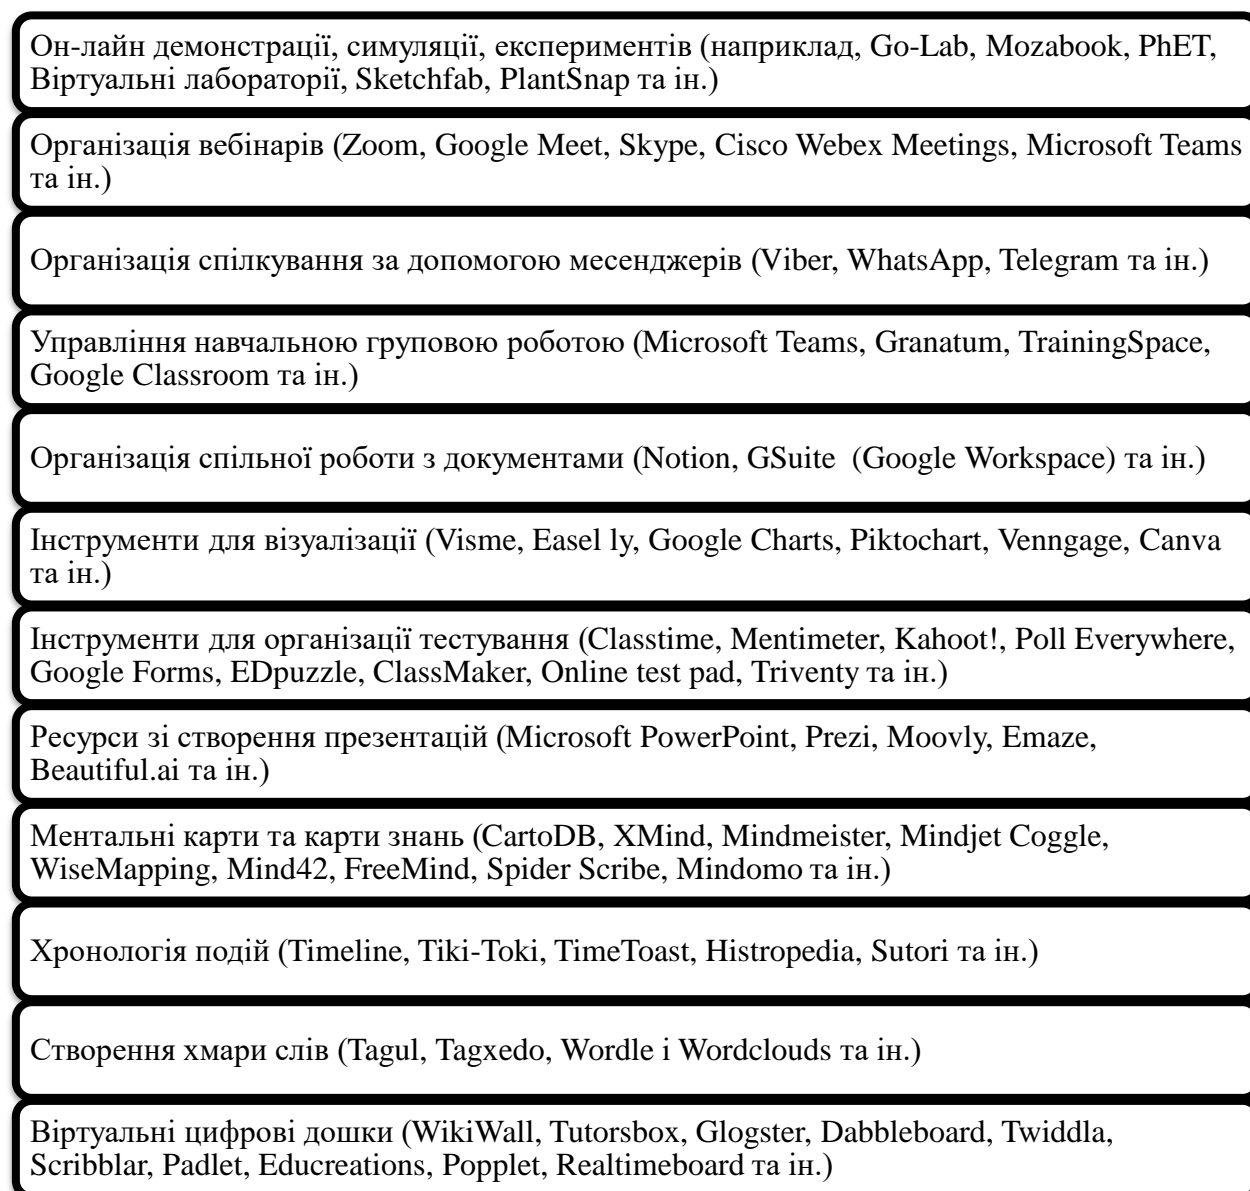 Он-лайн демонстрації, симуляції, експериментів (наприклад, Go-Lab, Mozabook, PhET,
Віртуальні лабораторії, Sketchfab, PlantSnap та ін.)
Організація вебінарів (Zoom, Google Meet, Skype, Cisco Webex Meetings, Microsoft Teams
та ін.)
Організація спілкування за допомогою месенджерів (Viber, WhatsApp, Telegram та ін.)
Управління навчальною груповою роботою (Microsoft Teams, Granatum, TrainingSpace,
Google Classroom та ін.)
Організація спільної роботи з документами (Notion, GSuite  (Google Workspace) та ін.)
Інструменти для візуалізації (Visme, Easel ly, Google Charts, Piktochart, Venngage, Canva
та ін.)
Інструменти для організації тестування (Classtime, Mentimeter, Kahoot!, Poll Everywhere,
Google Forms, EDpuzzle, ClassMaker, Online test pad, Triventy та ін.)
Ресурси зі створення презентацій (Microsoft PowerPoint, Prezi, Moovly, Emaze,
Beautiful.ai та ін.)
Ментальні карти та карти знань (CartoDB, XMind, Mindmeister, Mindjet Coggle,
WiseMapping, Mind42, FreeMind, Spider Scribe, Mindomo та ін.)
Хронологія подій (Timeline, Tiki-Toki, TimeToast, Histropedia, Sutori та ін.)
Створення хмари слів (Tagul, Tagxedo, Wordle і Wordclouds та ін.)
Віртуальні цифрові дошки (WikiWall, Tutorsbox, Glogster, Dabbleboard, Twiddla,
Scribblar, Padlet, Educreations, Popplet, Realtimeboard та ін.)